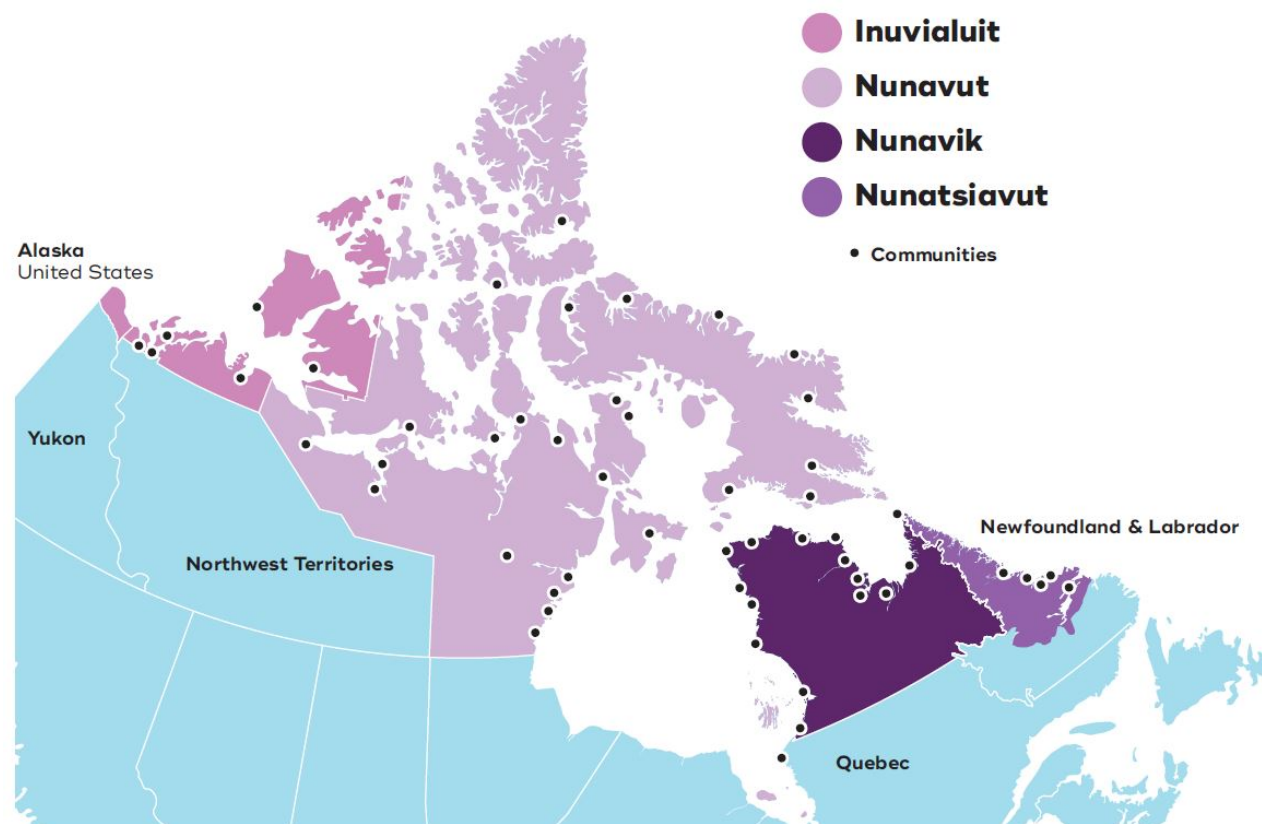 Inuvialuit
Nunavut
Nunavik
Nunatsiavut
Communities
Alaska
United States
Yukon
Northwest Territories
Newfoundland & Labrador
Quebec